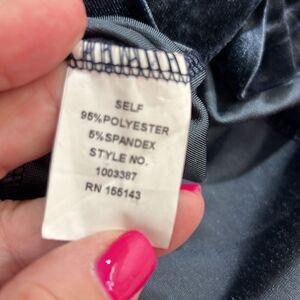 SELF
95%POLYESTER
5%SPANDEX
STYLE NO.
1003387
RN 155143